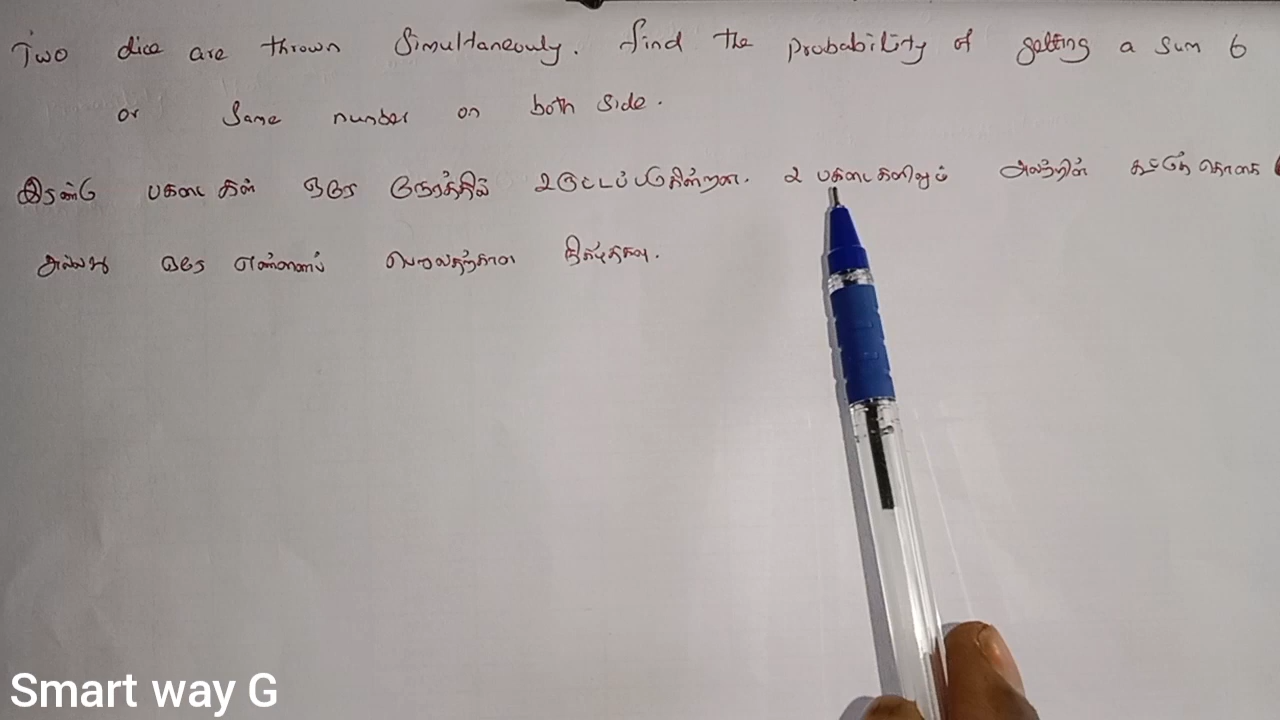 Two dice are thrown Simultaneously. find the Probability of getting a sum 6
or Same number on both side.
இரண்டு பகடைகள் ஒரே நேரத்தில் உருட்டப்படுகின்றன. 2 பகடைகளிலும் அவற்றின் கூட்டுத்தொகை
அல்லது ஒரே எண்ணைப் பெறுவதற்கான
Smart way G